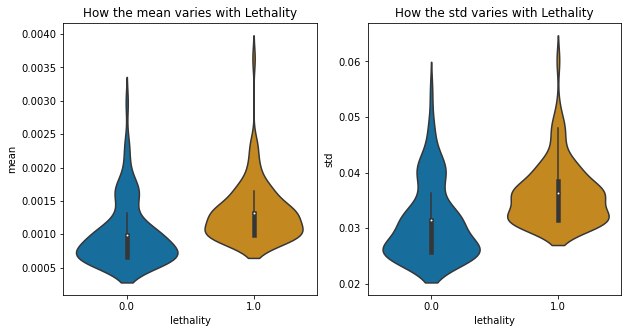 How the mean varies with Lethality
mean
0.0040
0.0035
0.0030
0.0025
0.0020
0.0015
0.0010
0.0005
0.0
1.0
lethality
How the std varies with Lethality
std
0.06
0.05
0.04
0.03
0.02
0.0
1.0
lethality